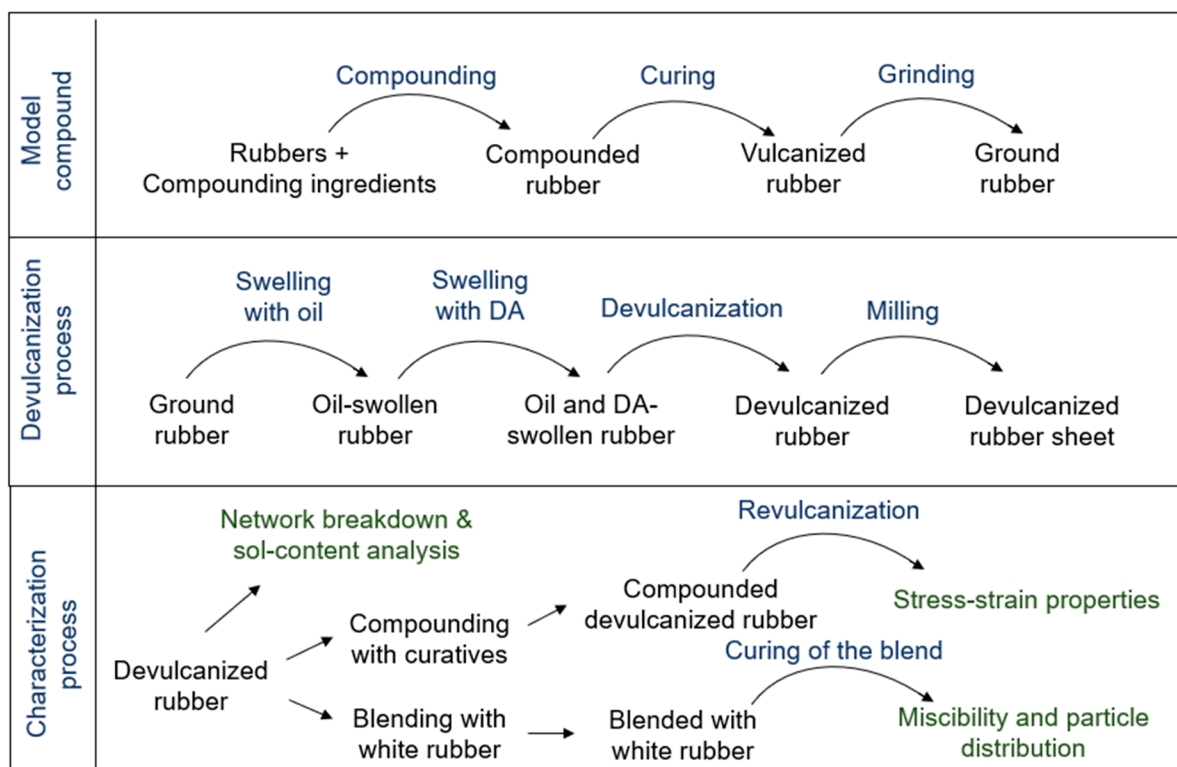 Model
compound
Compounding
Curing
Grinding
Rubbers +
Compounding ingredients
Compounded
rubber
Vulcanized
rubber
Ground
rubber
Devulcanization
process
Swelling
with oil
Swelling
with DA
Devulcanization
Milling
Ground
rubber
Oil-swollen
rubber
Oil and DA-
swollen rubber
Devulcanized
rubber
Devulcanized
rubber sheet
Characterization
process
Network breakdown &
sol-content analysis
Revulcanization
Devulcanized
rubber
Compounding
with curatives
Compounded
devulcanized rubber
Stress-strain properties
Curing of the blend
Blending with
white rubber
Blended with
white rubber
Miscibility and particle
distribution